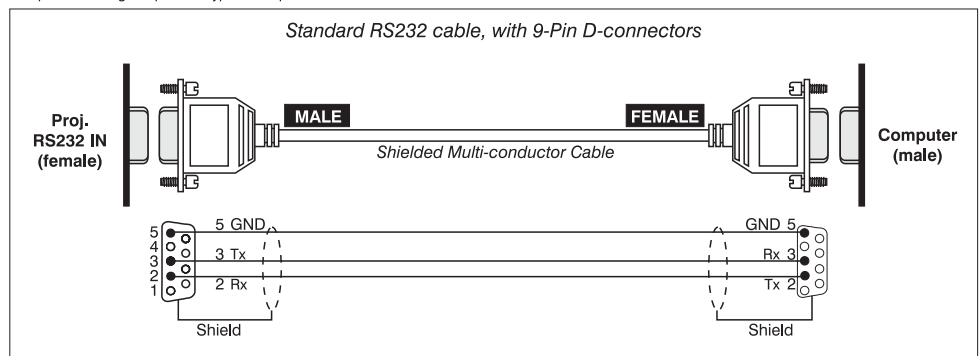 Standard RS232 cable, with 9-Pin D-connectors
MALE
FEMALE
Proj.
RS232 IN
(female)
Computer
(male)
Shielded Multi-conductor Cable
5 GND
GND 5
5
4
3
2
1
3 Tx
Rx 3
2 Rx
Tx 2
Shield
Shield